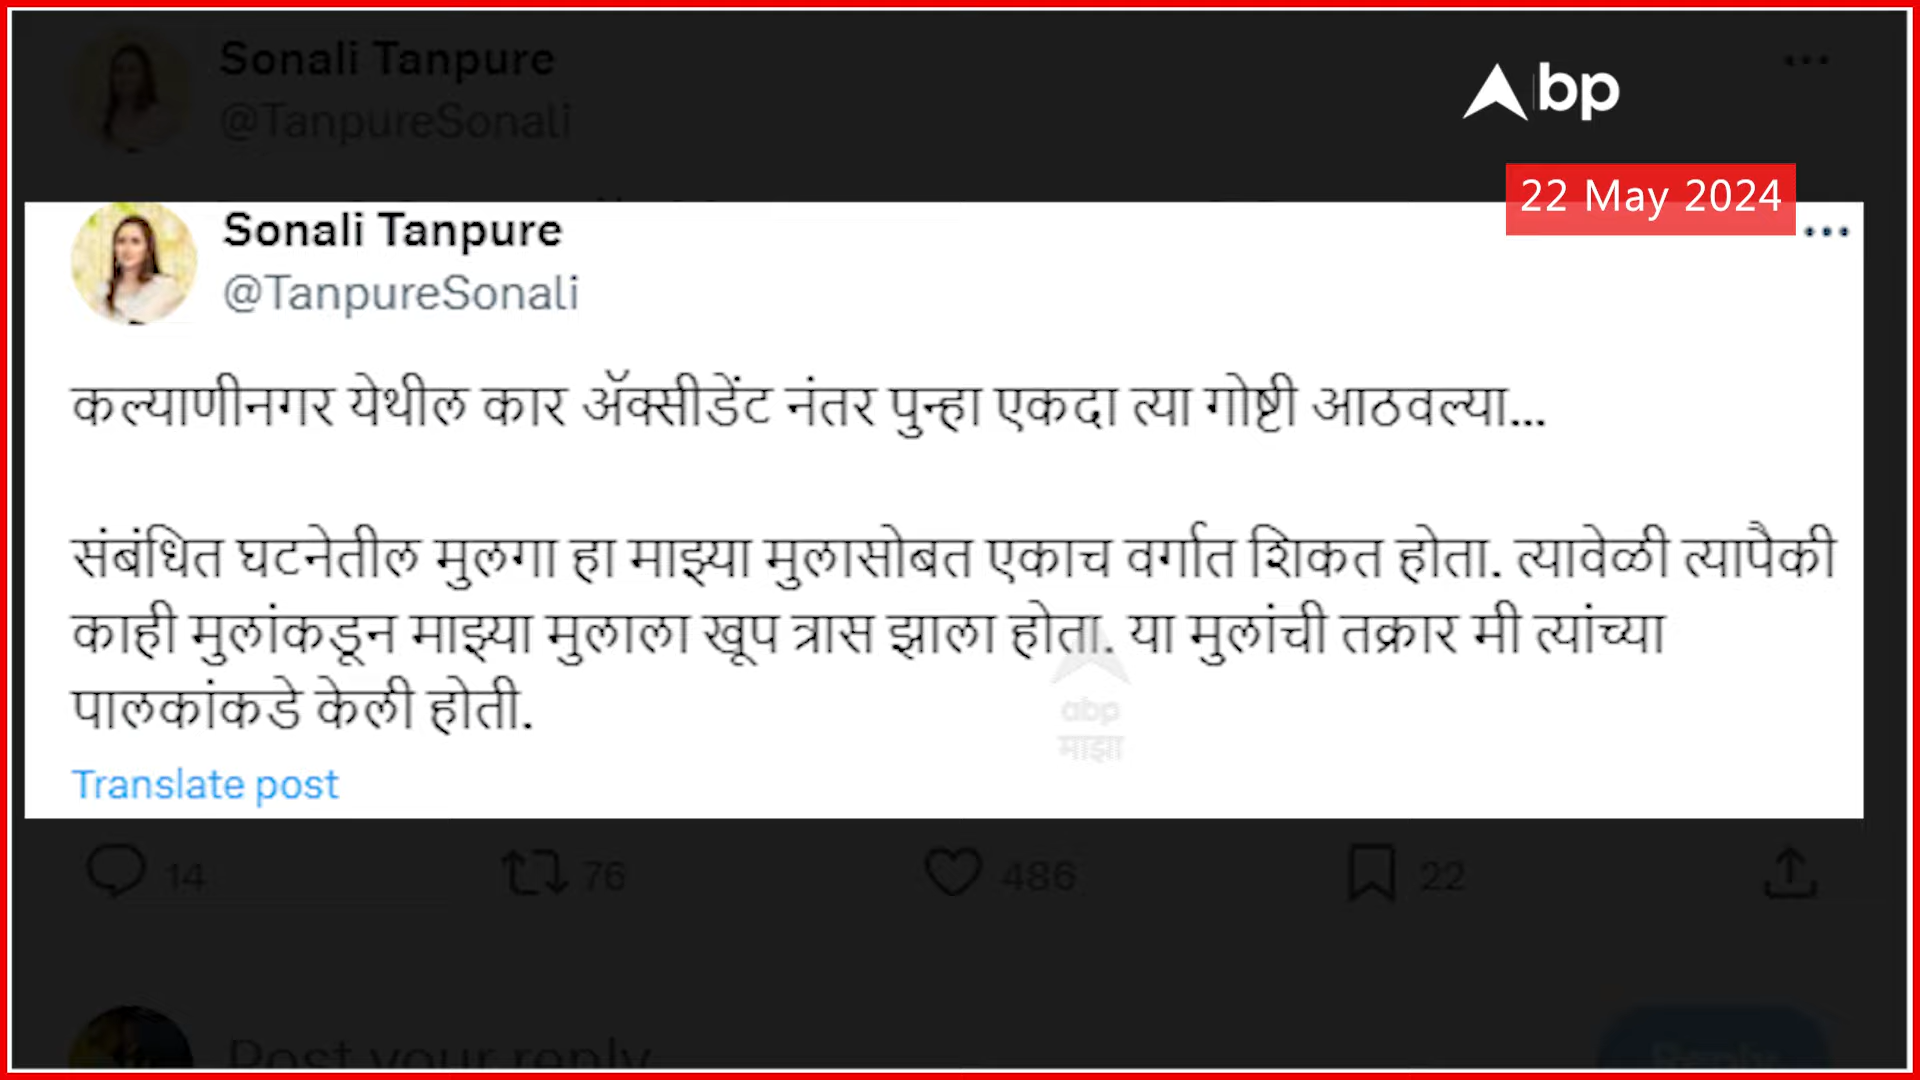 Sonali Tanpure
@TanpureSonali
bp
22 May 2024
Sonali Tanpure
@TanpureSonali
कल्याणीनगर येथील कार ॲक्सीडेंट नंतर पुन्हा एकदा त्या गोष्टी आठवल्या...
संबंधित घटनेतील मुलगा हा माझ्या मुलासोबत एकाच वर्गात शिकत होता. त्यावेळी त्यापैकी
काही मुलांकडून माझ्या मुलाला खूप त्रास झाला होता. या मुलांची तक्रार मी त्यांच्या
पालकांकडे केली होती.
abp
माझा
Translate post
14 76 486 22
Post your reply
Reply